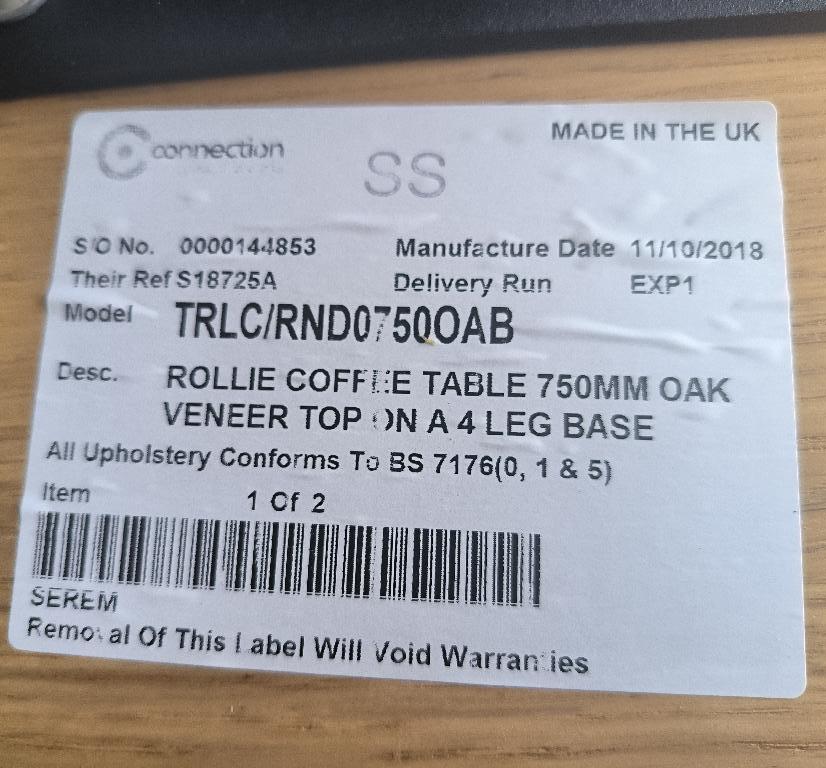 connection
MADE IN THE UK
SS
S O No. 0000144853 Manufacture Date 11/10/2018
Their Ref S18725A Delivery Run EXP1
Model TRLC/RND0750OAB
Desc. ROLLIE COFFEE TABLE 750MM OAK
VENEER TOP ON A 4 LEG BASE
All Upholstery Conforms To BS 7176(0, 1 & 5)
Item 1 Of 2
SEREM
Removal Of This Label Will Void Warranties